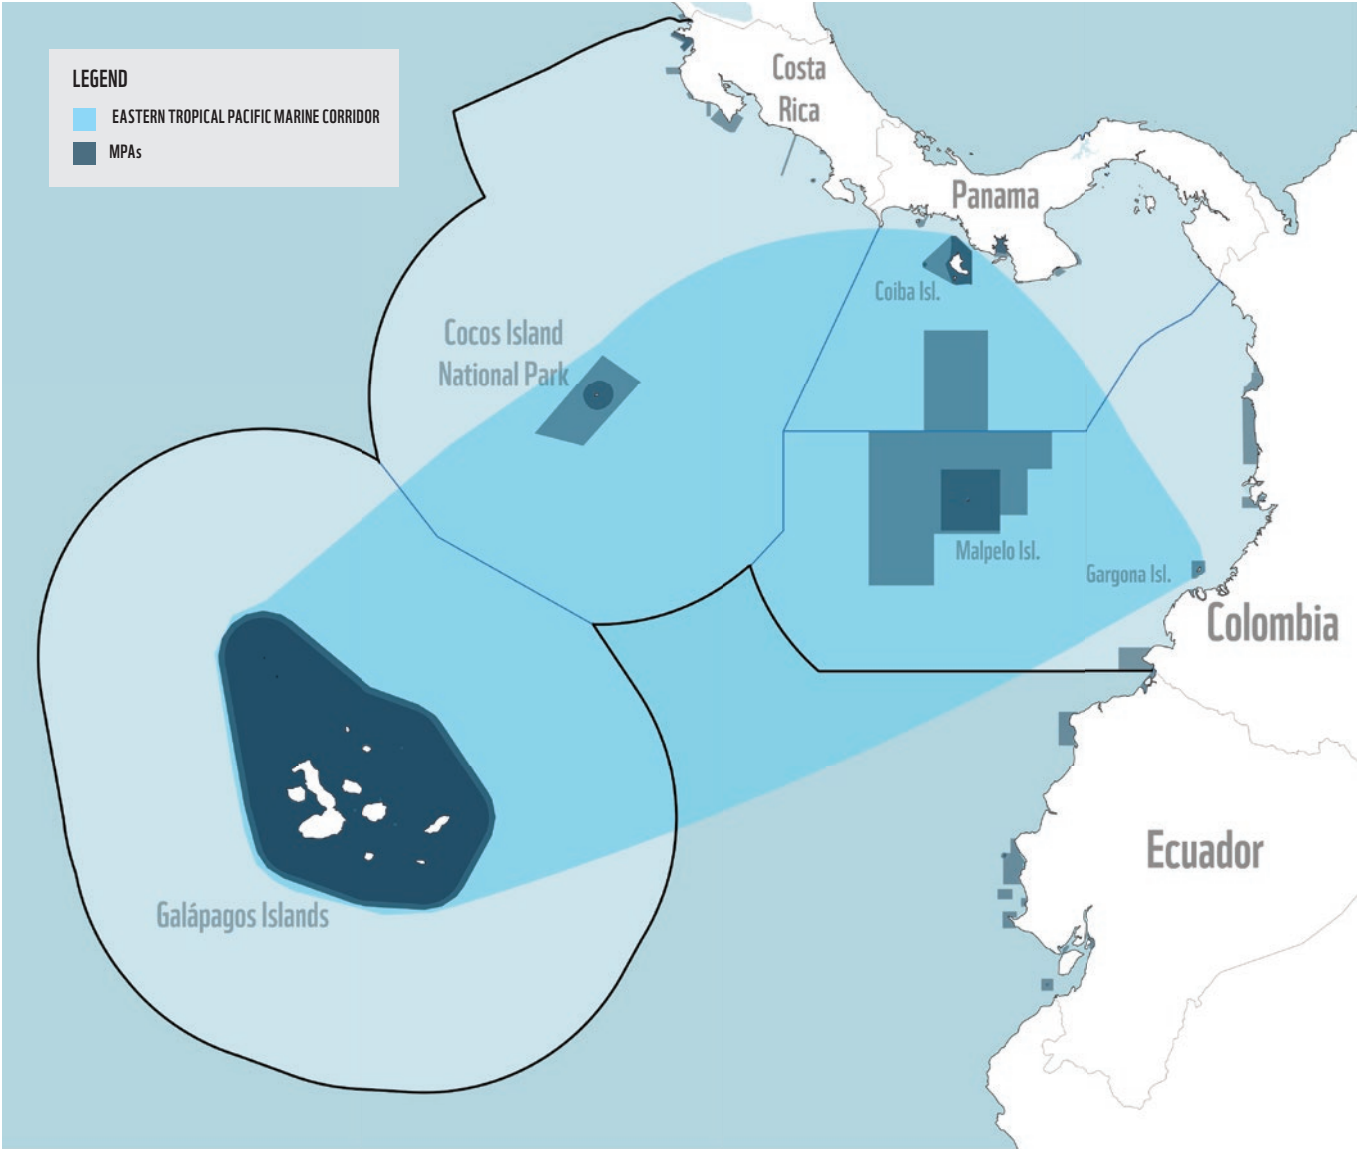 LEGEND
EASTERN TROPICAL PACIFIC MARINE CORRIDOR
MPAs
Costa
Rica
Panama
Coiba Isl.
Cocos Island
National Park
Malpelo Isl.
Gargona Isl.
Colombia
Ecuador
Galápagos Islands